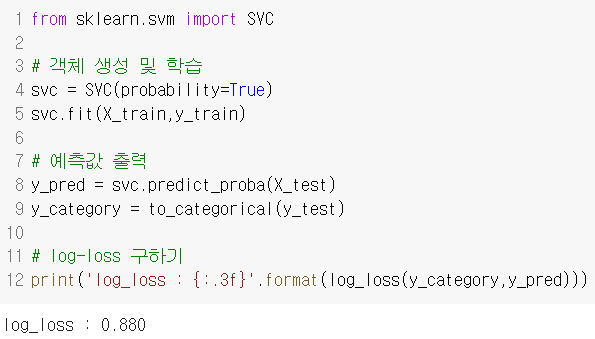 1 from sklearn.svm import SVC
2
3 # 객체 생성 및 학습
4 svc = SVC(probability=True)
5 svc.fit(X_train,y_train)
6
7 # 예측값 출력
8 y_pred = svc.predict_proba(X_test)
9 y_category = to_categorical(y_test)
10
11 # log-loss 구하기
12 print('log_loss : {:.3f}'.format(log_loss(y_category,y_pred)))
log_loss : 0.880